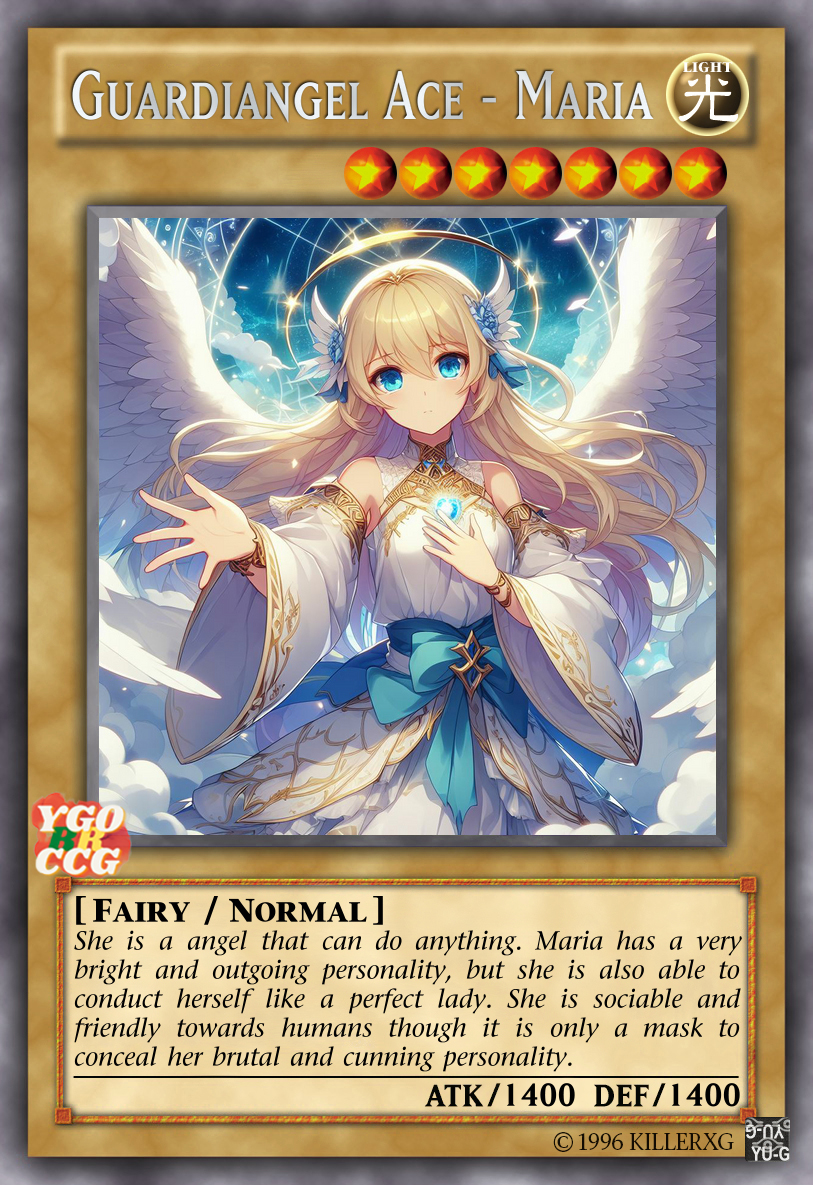 GUARDIANGEL ACE - MARIA
LIGHT
光
YGO
BR
CCG
[ FAIRY / NORMAL ]
She is a angel that can do anything. Maria has a very
bright and outgoing personality, but she is also able to
conduct herself like a perfect lady. She is sociable and
friendly towards humans though it is only a mask to
conceal her brutal and cunning personality.
ATK/1400 DEF/1400
© 1996 KILLERXG
YU-G
YU-G